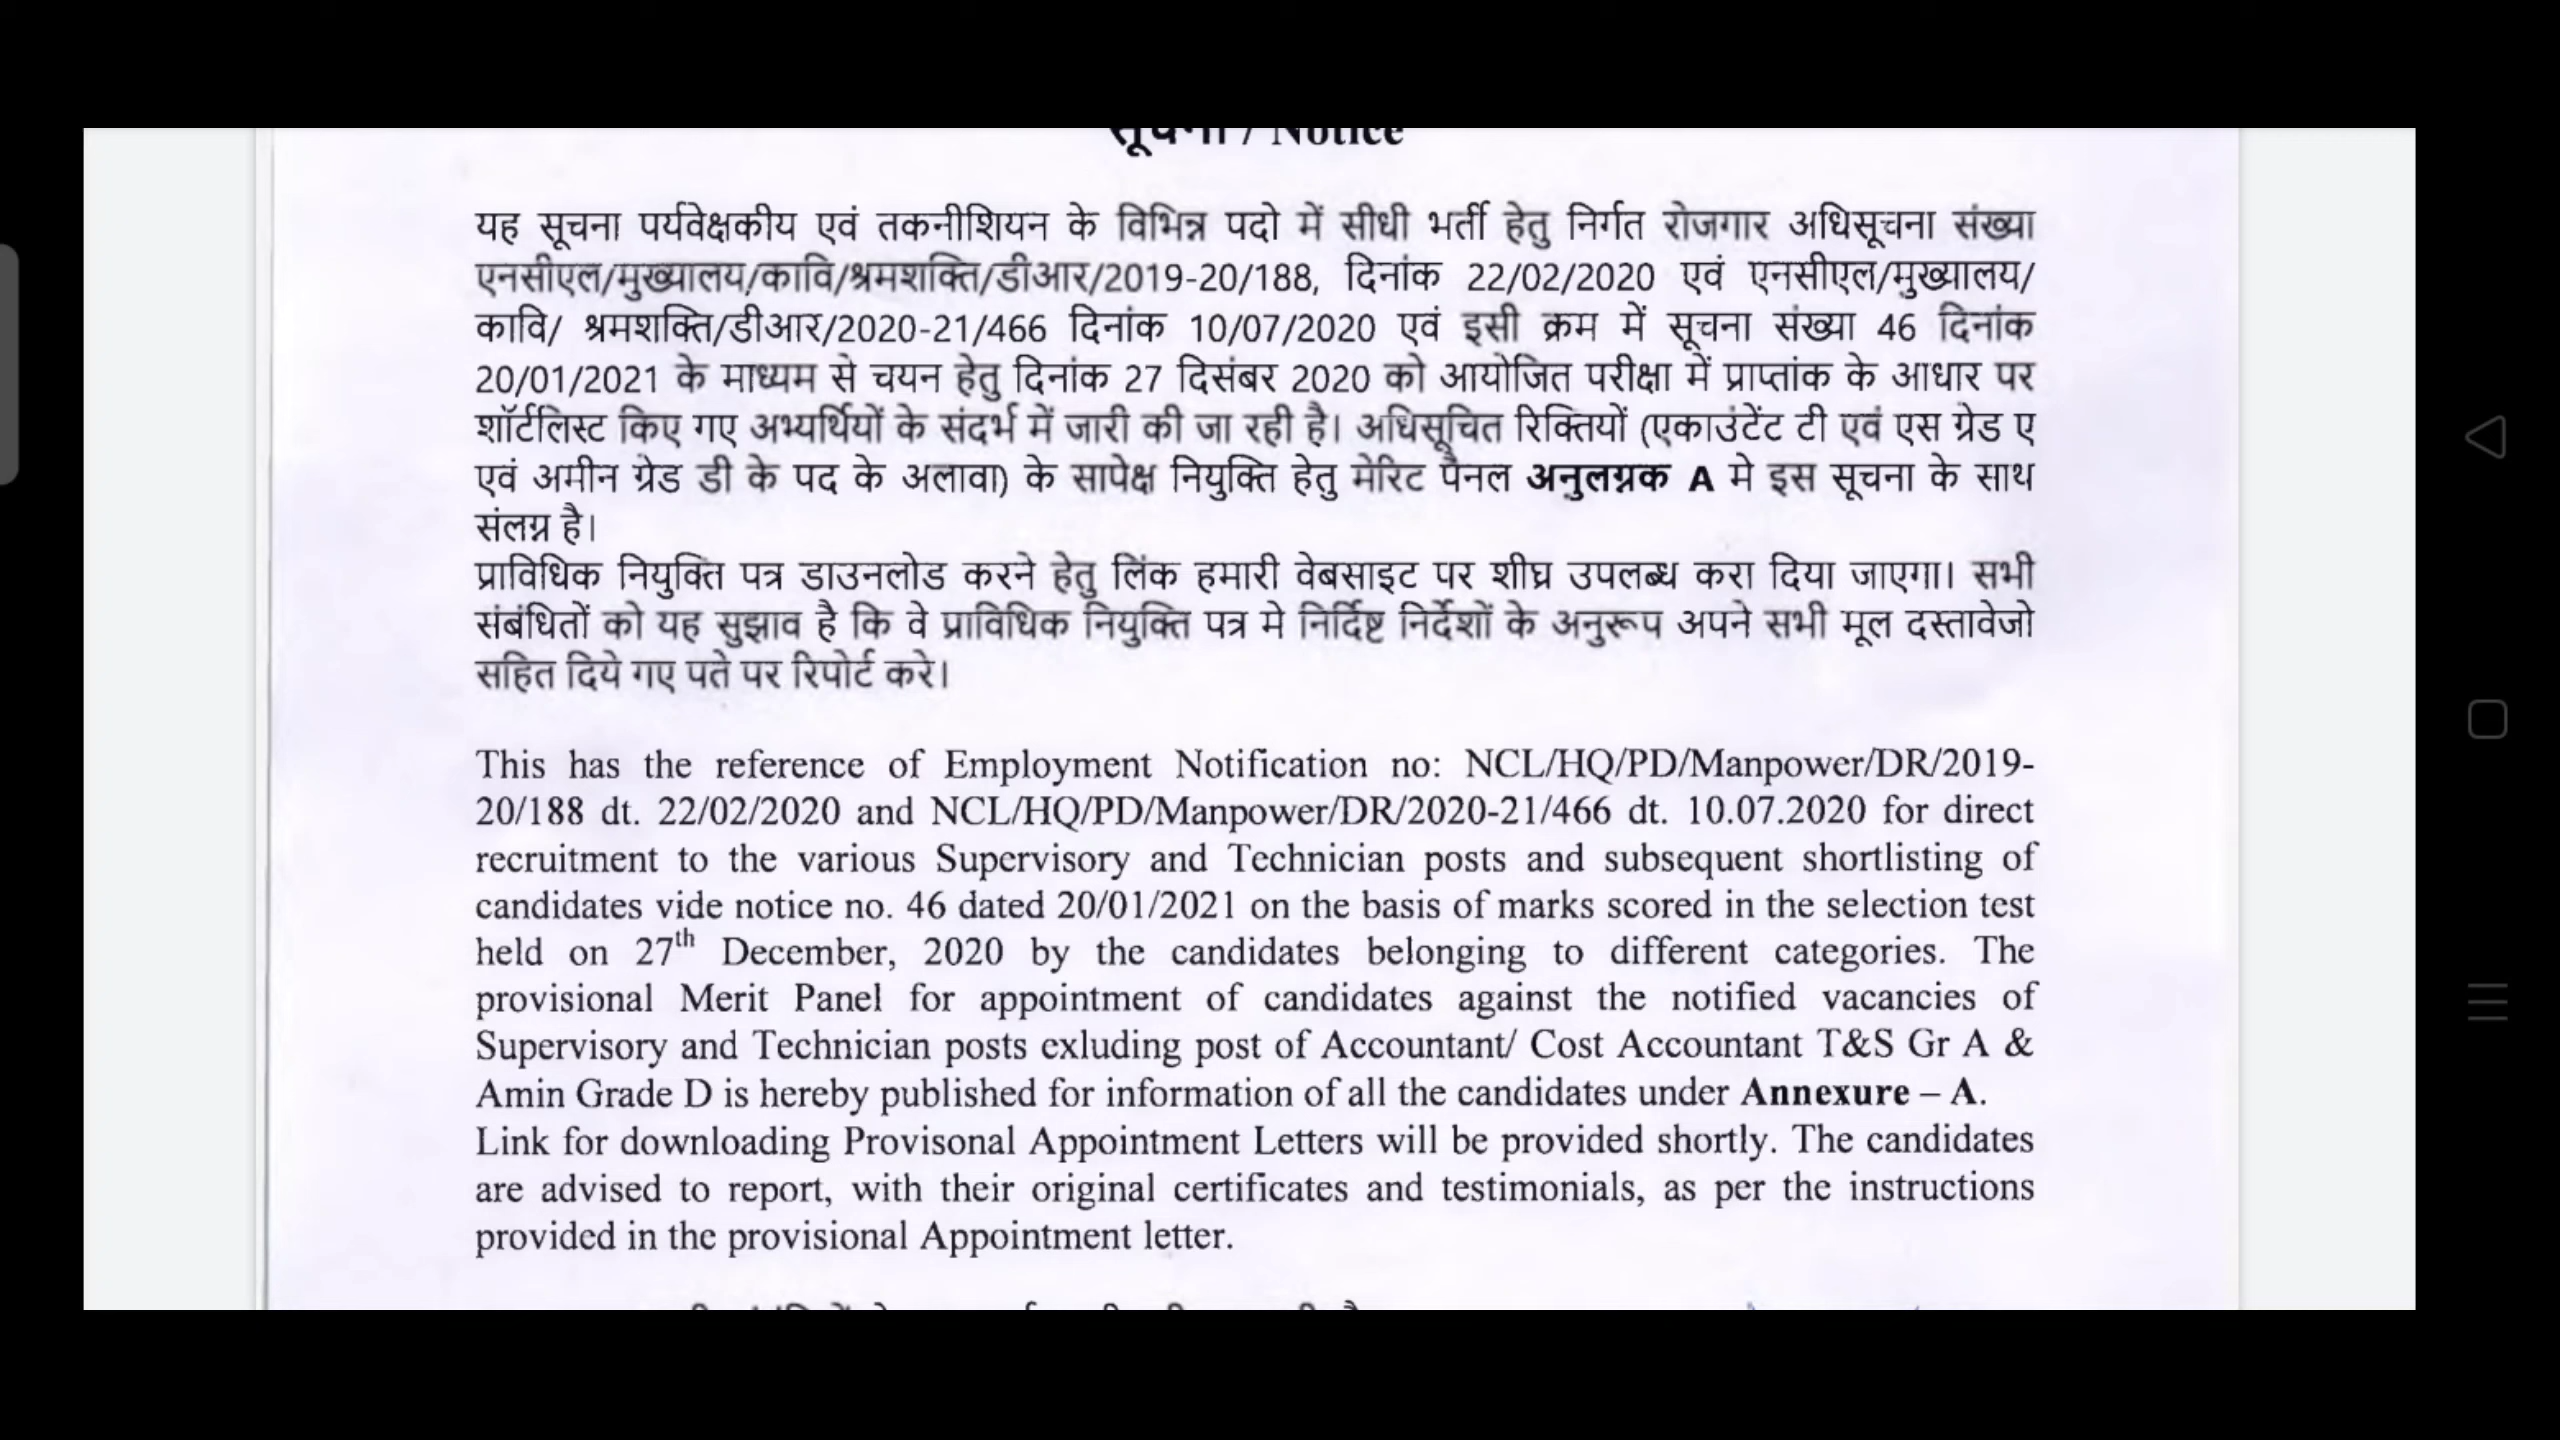 सूचना / Notice
यह सूचना पर्यवेक्षकीय एवं तकनीशियन के विभिन्न पदो में सीधी भर्ती हेतु निर्गत रोजगार अधिसूचना संख्या
एनसीएल/मुख्यालय/कावि/श्रमशक्ति/डीआर/2019-20/188, दिनांक 22/02/2020 एवं एनसीएल/मुख्यालय/
कावि/ श्रमशक्ति/डीआर/2020-21/466 दिनांक 10/07/2020 एवं इसी क्रम में सूचना संख्या 46 दिनांक
20/01/2021 के माध्यम से चयन हेतु दिनांक 27 दिसंबर 2020 को आयोजित परीक्षा में प्राप्तांक के आधार पर
शॉर्टलिस्ट किए गए अभ्यर्थियों के संदर्भ में जारी की जा रही है। अधिसूचित रिक्तियों (एकाउंटेंट टी एवं एस ग्रेड ए
एवं अमीन ग्रेड डी के पद के अलावा) के सापेक्ष नियुक्ति हेतु मेरिट पैनल अनुलग्नक A मे इस सूचना के साथ
संलग्न है।
प्राविधिक नियुक्ति पत्र डाउनलोड करने हेतु लिंक हमारी वेबसाइट पर शीघ्र उपलब्ध करा दिया जाएगा। सभी
संबंधितों को यह सुझाव है कि वे प्राविधिक नियुक्ति पत्र मे निर्दिष्ट निर्देशों के अनुरूप अपने सभी मूल दस्तावेजो
सहित दिये गए पते पर रिपोर्ट करे।
This has the reference of Employment Notification no: NCL/HQ/PD/Manpower/DR/2019-
20/188 dt. 22/02/2020 and NCL/HQ/PD/Manpower/DR/2020-21/466 dt. 10.07.2020 for direct
recruitment to the various Supervisory and Technician posts and subsequent shortlisting of
candidates vide notice no. 46 dated 20/01/2021 on the basis of marks scored in the selection test
held on 27th December, 2020 by the candidates belonging to different categories. The
provisional Merit Panel for appointment of candidates against the notified vacancies of
Supervisory and Technician posts exluding post of Accountant/ Cost Accountant T&S Gr A &
Amin Grade D is hereby published for information of all the candidates under Annexure – A.
Link for downloading Provisonal Appointment Letters will be provided shortly. The candidates
are advised to report, with their original certificates and testimonials, as per the instructions
provided in the provisional Appointment letter.